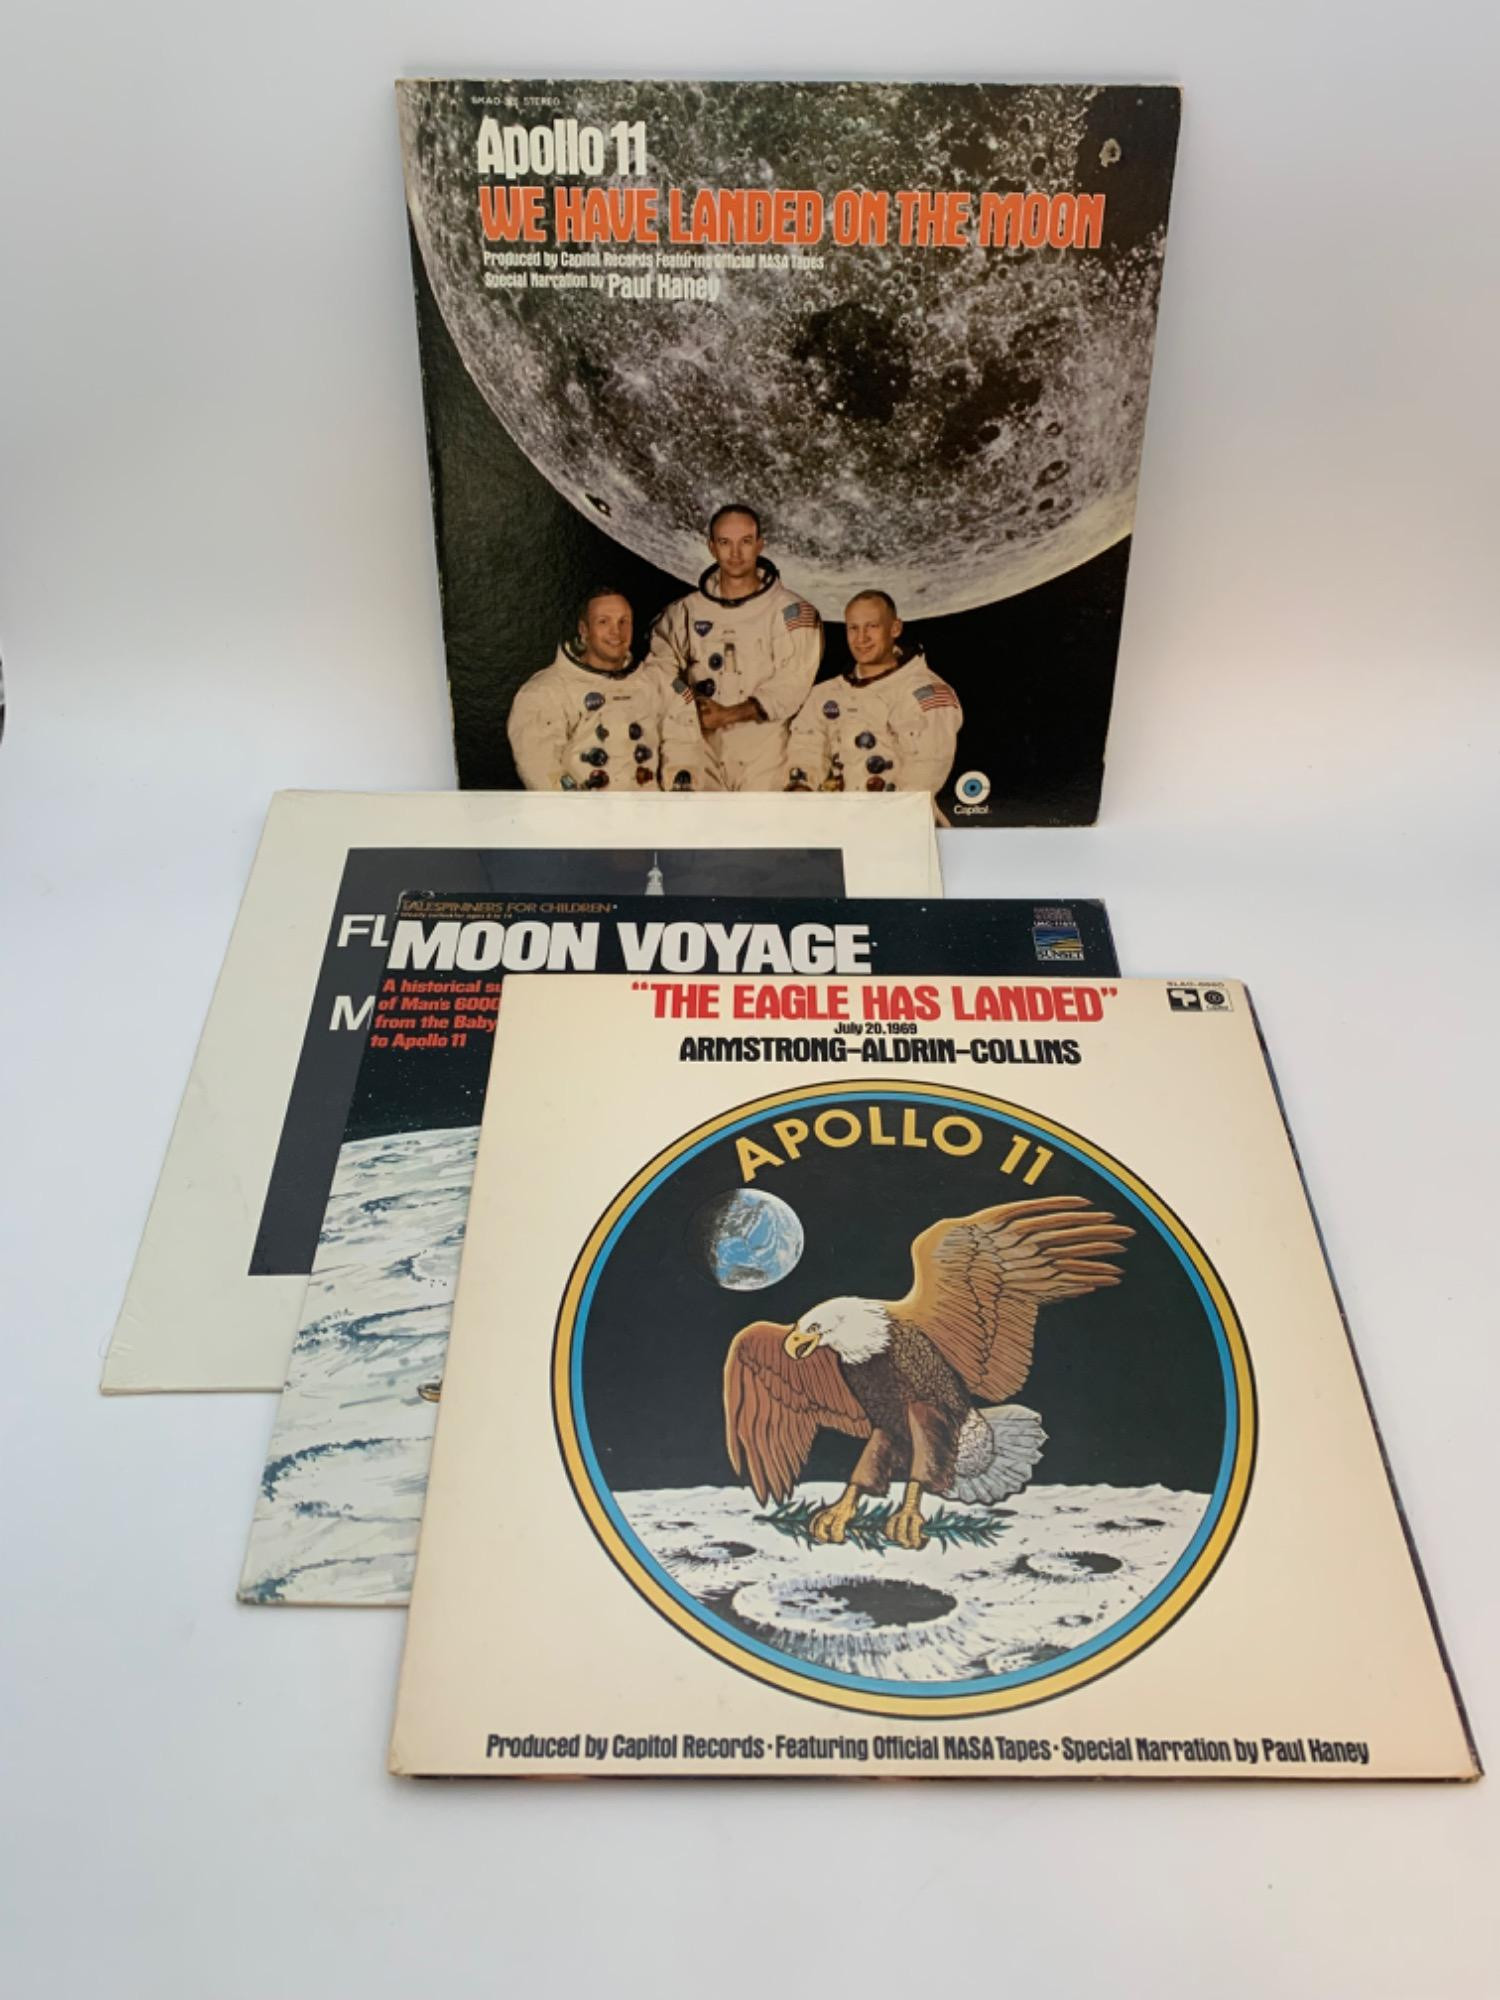 STEREO
Apollo 11
WE HAVE LANDED ON THE MOON
Produced by Capitol Records Featuring Official NASA Tapes
Special Narration by Paul Haney
Capitol
FL
M
TALESPINNERS FOR CHILDREN
MOON VOYAGE
A historical su
of Man's 6000
from the Baby
to Apollo 11
"THE EAGLE HAS LANDED"
July 20, 1969
ARMSTRONG-ALDRIN-COLLINS
APOLLO 11
Produced by Capitol Records · Featuring Official NASA Tapes · Special Narration by Paul Haney